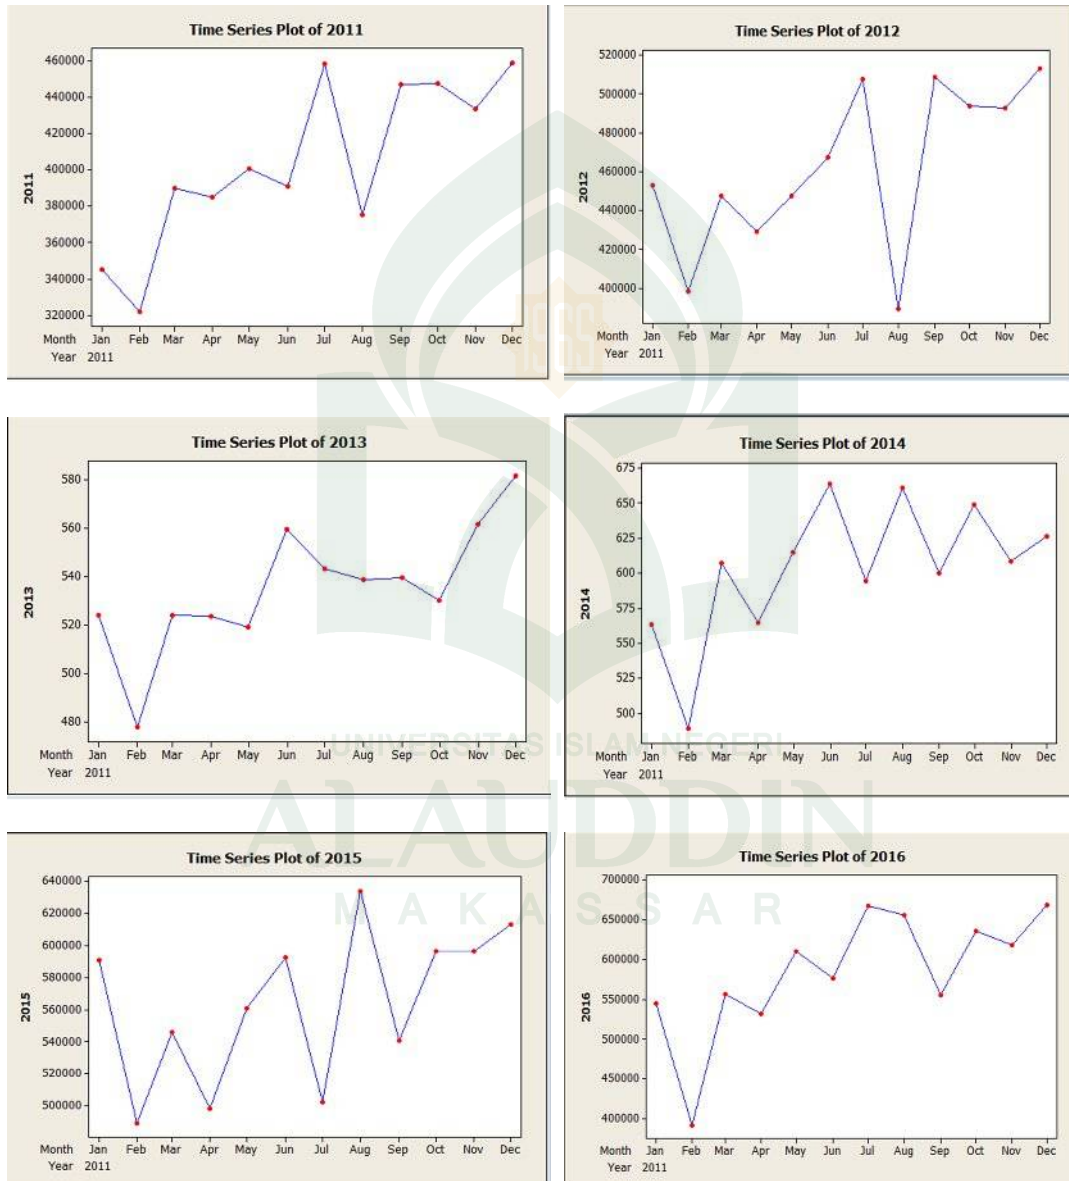 Time Series Plot of 2011
460000
440000
420000
400000
380000
360000
340000
320000
2011
Month Jan Feb Mar Apr May Jun Jul Aug Sep Oct Nov Dec
Year 2011
Time Series Plot of 2012
520000
500000
480000
460000
440000
420000
400000
2012
Month Jan Feb Mar Apr May Jun Jul Aug Sep Oct Nov Dec
Year 2011
1965
Time Series Plot of 2013
580
560
540
520
500
480
2013
Month Jan Feb Mar Apr May Jun Jul Aug Sep Oct Nov Dec
Year 2011
Time Series Plot of 2014
675
650
625
600
575
550
525
500
2014
Month Jan Feb Mar Apr May Jun Jul Aug Sep Oct Nov Dec
Year 2011
UNIVERSITAS ISLAM NEGERI
ALAUDDIN
MAKASSAR
Time Series Plot of 2015
640000
620000
600000
580000
560000
540000
520000
500000
2015
Month Jan Feb Mar Apr May Jun Jul Aug Sep Oct Nov Dec
Year 2011
Time Series Plot of 2016
700000
650000
600000
550000
500000
450000
400000
2016
Month Jan Feb Mar Apr May Jun Jul Aug Sep Oct Nov Dec
Year 2011